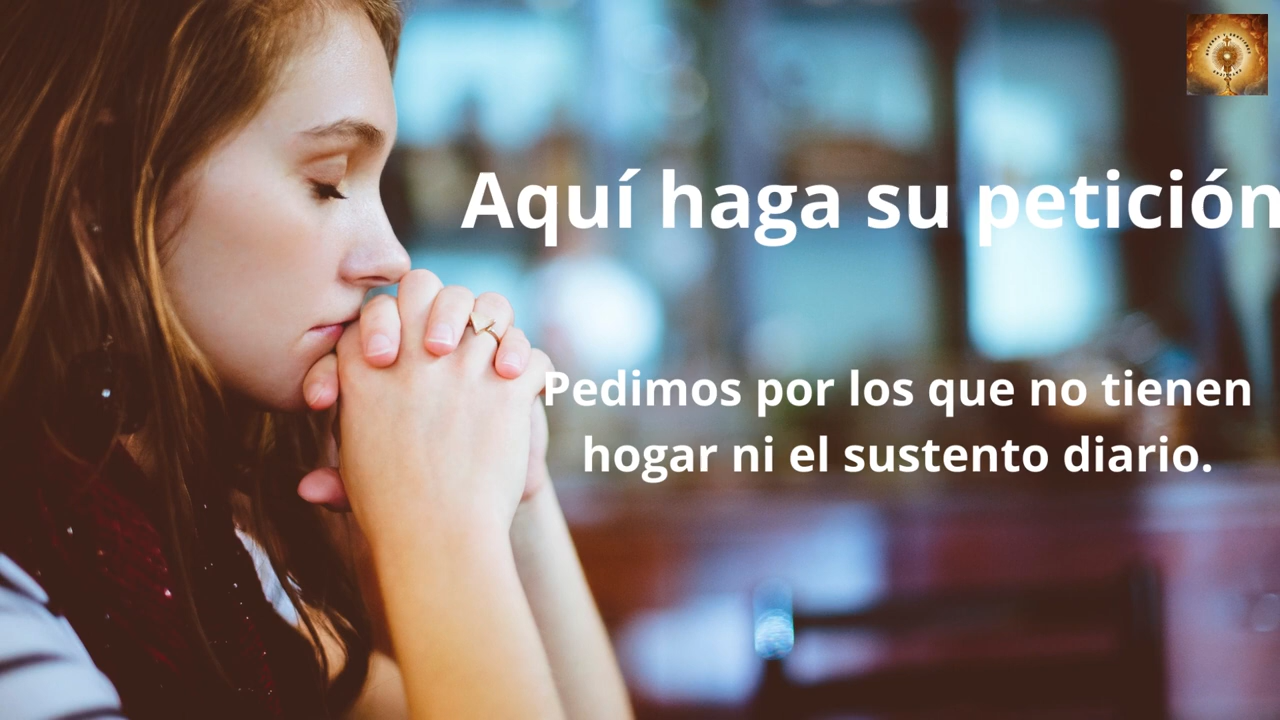 Aquí haga su petición
Pedimos por los que no tienen
hogar ni el sustento diario.